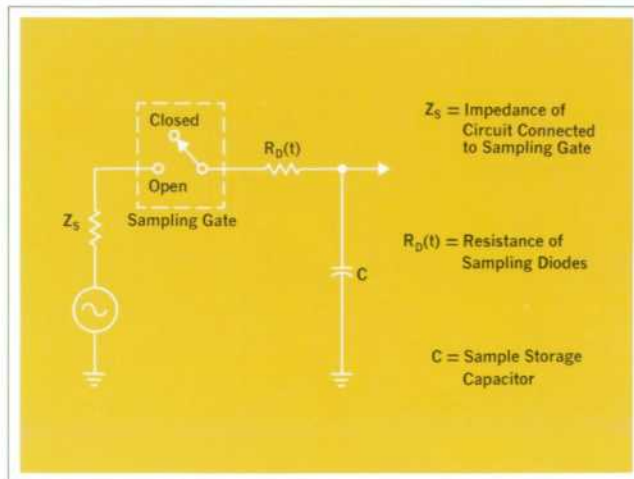 Closed
R_D(t)
Open
Sampling Gate
Z_S
C
Z_S = Impedance of
Circuit Connected
to Sampling Gate
R_D(t) = Resistance of
Sampling Diodes
C = Sample Storage
Capacitor